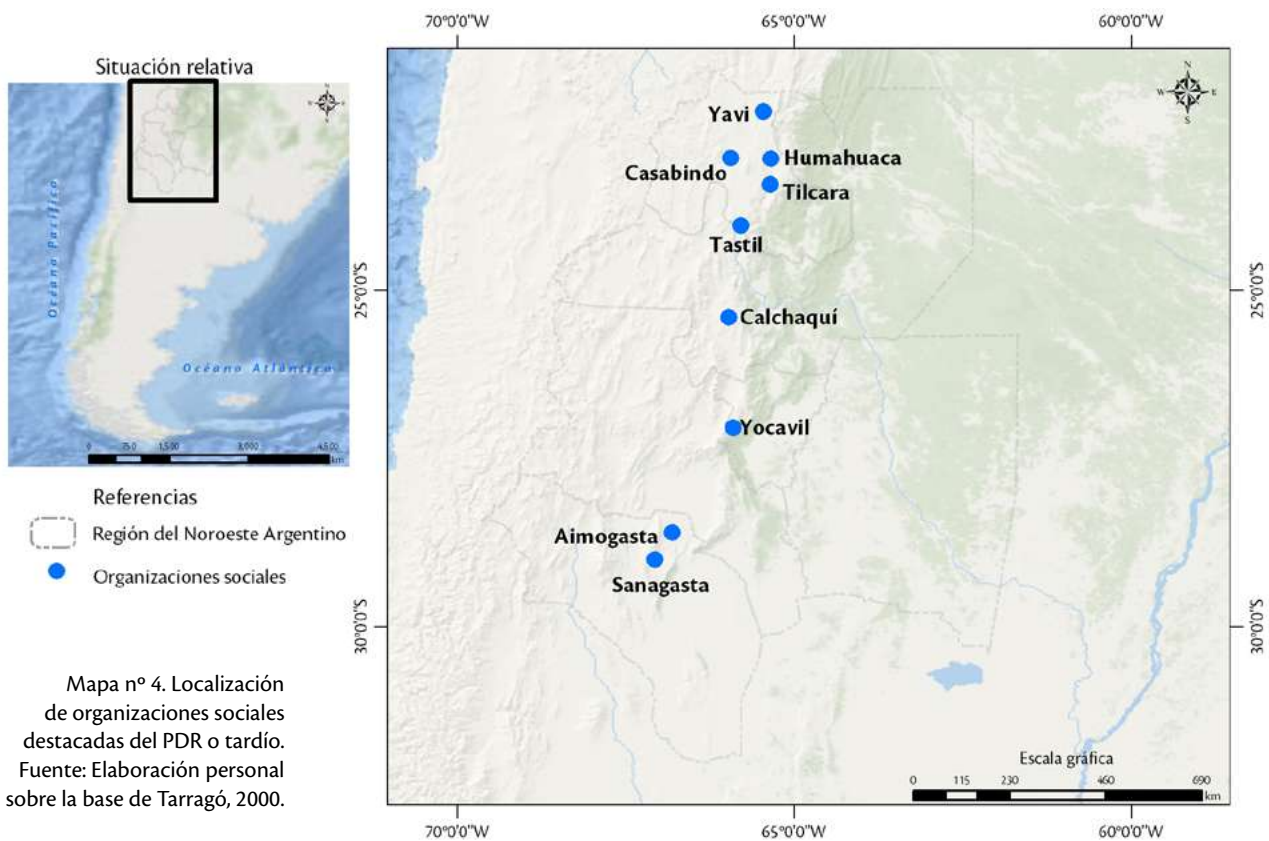 Situación relativa
N
W E
S
Océano Pacífico
Océano Atlántico
0 750 1,500 3,000 4,500
km
Referencias
Región del Noroeste Argentino
Organizaciones sociales
Mapa nº 4. Localización
de organizaciones sociales
destacadas del PDR o tardío.
Fuente: Elaboración personal
sobre la base de Tarragó, 2000.
70°0'0"W 65°0'0"W 60°0'0"W
N
W E
S
Yavi
Casabindo
Humahuaca
Tilcara
Tastil
25°0'0"S 25°0'0"S
Calchaquí
Yocavil
Aimogasta
Sanagasta
30°0'0"S 30°0'0"S
Escala gráfica
0 115 230 460 690
km
70°0'0"W 65°0'0"W 60°0'0"W